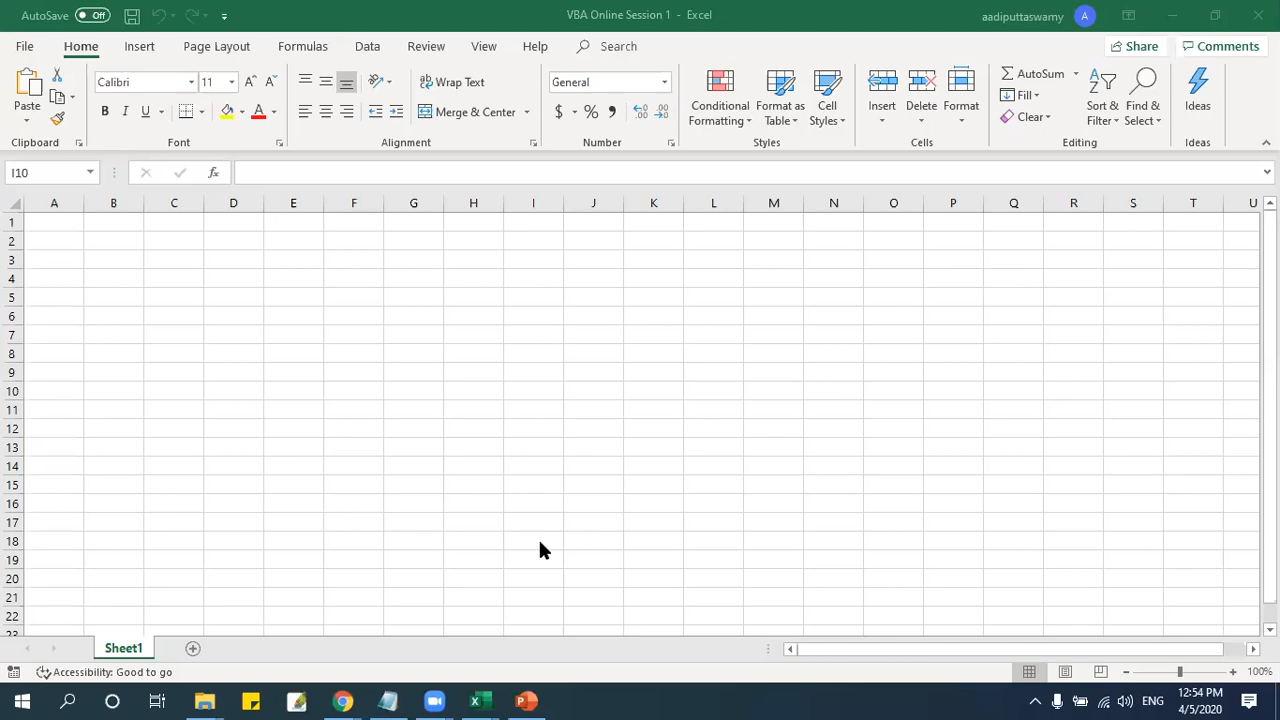 AutoSave Off VBA Online Session 1 - Excel aadiputtaswamy A
File Home Insert Page Layout Formulas Data Review View Help Search Share Comments
Paste Calibri 11 A A B I U A Wrap Text Merge & Center General $ % , Conditional Formatting Format as Table Cell Styles Insert Delete Format AutoSum Fill Clear Sort & Filter Find & Select Ideas
Clipboard Font Alignment Number Styles Cells Editing Ideas
I10 fx
A B C D E F G H I J K L M N O P Q R S T U
1
2
3
4
5
6
7
8
9
10
11
12
13
14
15
16
17
18
19
20
21
22
23
Sheet1
Accessibility: Good to go 100%
ENG 12:54 PM
4/5/2020